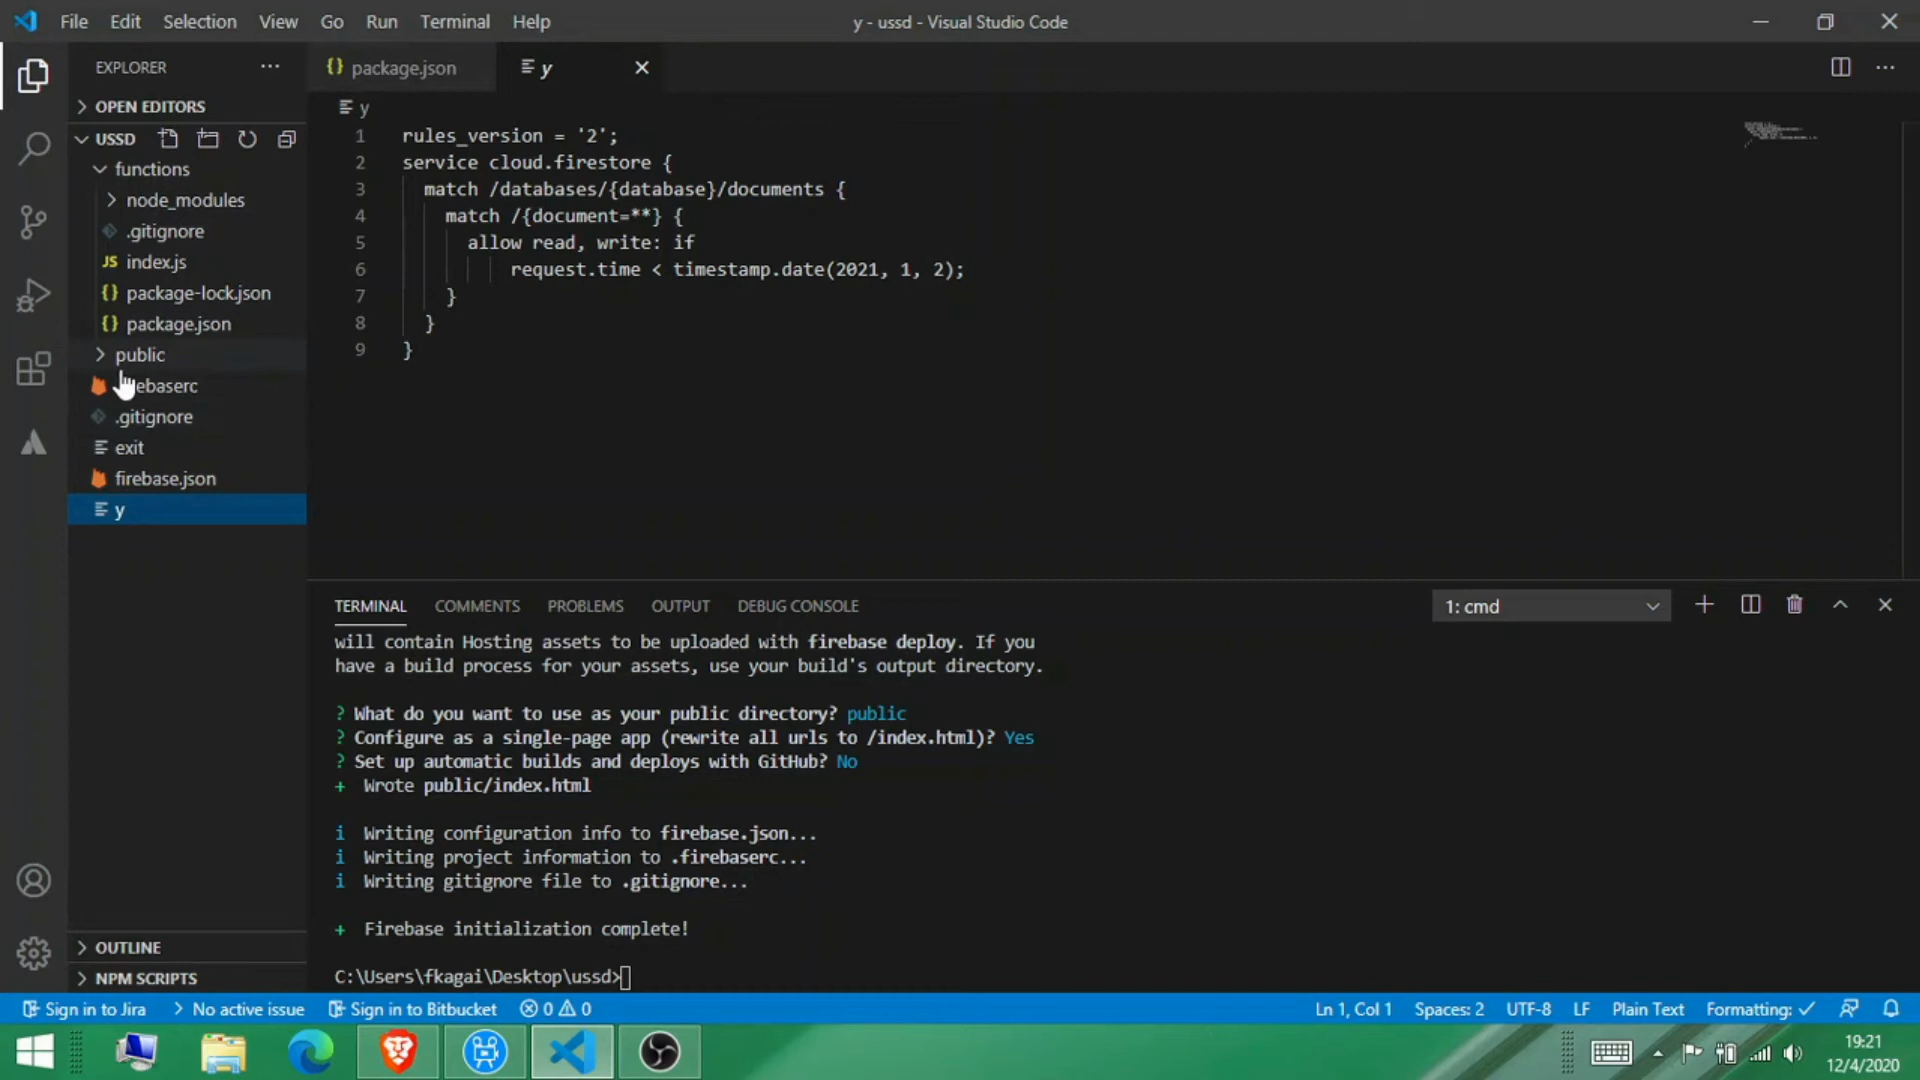 File Edit Selection View Go Run Terminal Help
y - ussd - Visual Studio Code
EXPLORER
OPEN EDITORS
USSD
functions
node_modules
.gitignore
JS index.js
{} package-lock.json
{} package.json
public
ebaserc
.gitignore
exit
firebase.json
y
OUTLINE
NPM SCRIPTS
{} package.json
y
y
1 rules_version = '2';
2 service cloud.firestore {
3 match /databases/{database}/documents {
4 match /{document=**} {
5 allow read, write: if
6 request.time < timestamp.date(2021, 1, 2);
7 }
8 }
9 }
TERMINAL COMMENTS PROBLEMS OUTPUT DEBUG CONSOLE
1: cmd
will contain Hosting assets to be uploaded with firebase deploy. If you
have a build process for your assets, use your build's output directory.
? What do you want to use as your public directory? public
? Configure as a single-page app (rewrite all urls to /index.html)? Yes
? Set up automatic builds and deploys with GitHub? No
+ Wrote public/index.html
i Writing configuration info to firebase.json...
i Writing project information to .firebaserc...
i Writing gitignore file to .gitignore...
+ Firebase initialization complete!
C:\Users\fkagai\Desktop\ussd>
Sign in to Jira No active issue Sign in to Bitbucket 0 0 Ln 1, Col 1 Spaces: 2 UTF-8 LF Plain Text Formatting: ✓
19:21
12/4/2020